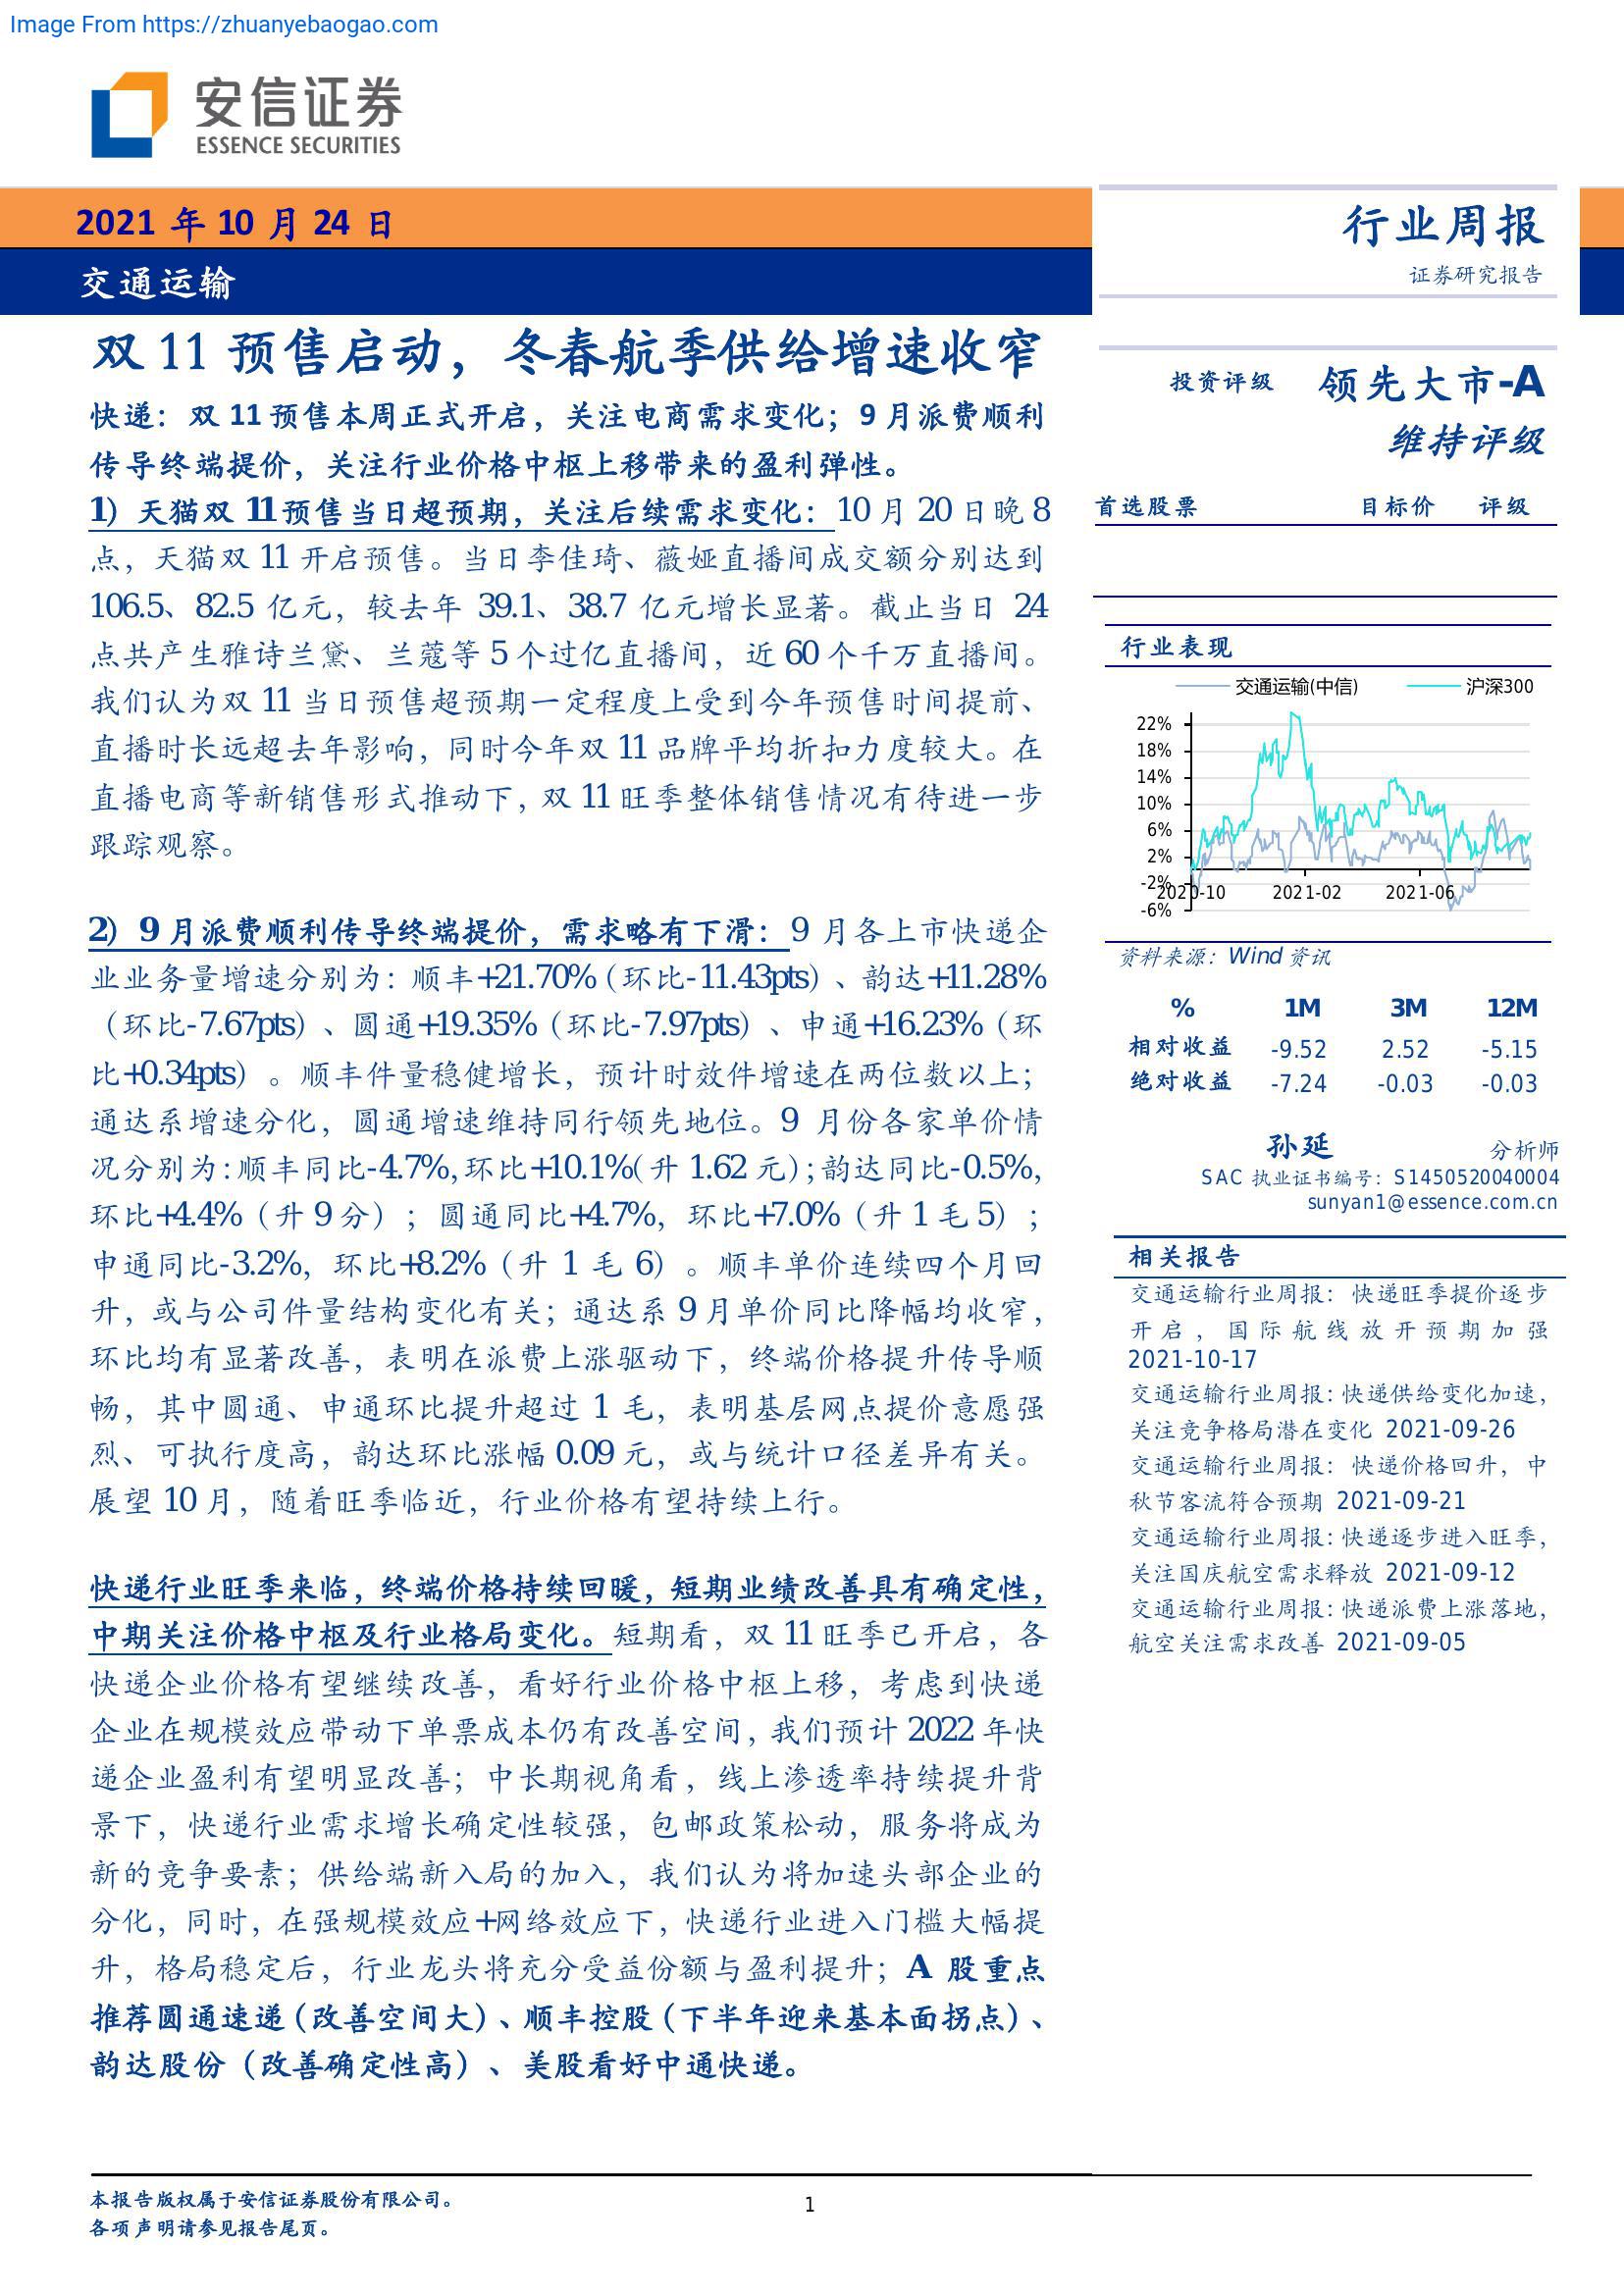 Image From https://zhuanyebaogao.com
安信证券
ESSENCE SECURITIES
2021 年 10 月 24 日
交通运输
行业周报
证券研究报告
双 11 预售启动，冬春航季供给增速收窄
快递：双 11 预售本周正式开启，关注电商需求变化；9 月派费顺利
传导终端提价，关注行业价格中枢上移带来的盈利弹性。
1）天猫双 11 预售当日超预期，关注后续需求变化：10 月 20 日晚 8
点，天猫双 11 开启预售。当日李佳琦、薇娅直播间成交额分别达到
106.5、82.5 亿元，较去年 39.1、38.7 亿元增长显著。截止当日 24
点共产生雅诗兰黛、兰蔻等 5 个过亿直播间，近 60 个千万直播间。
我们认为双 11 当日预售超预期一定程度上受到今年预售时间提前、
直播时长远超去年影响，同时今年双 11 品牌平均折扣力度较大。在
直播电商等新销售形式推动下，双 11 旺季整体销售情况有待进一步
跟踪观察。
2）9 月派费顺利传导终端提价，需求略有下滑：9 月各上市快递企
业业务量增速分别为：顺丰+21.70%（环比-11.43pts）、韵达+11.28%
（环比-7.67pts）、圆通+19.35%（环比-7.97pts）、申通+16.23%（环
比+0.34pts）。顺丰件量稳健增长，预计时效件增速在两位数以上；
通达系增速分化，圆通增速维持同行领先地位。9 月份各家单价情
况分别为：顺丰同比-4.7%，环比+10.1%（升 1.62 元）；韵达同比-0.5%，
环比+4.4%（升 9 分）；圆通同比+4.7%，环比+7.0%（升 1 毛 5）；
申通同比-3.2%，环比+8.2%（升 1 毛 6）。顺丰单价连续四个月回
升，或与公司件量结构变化有关；通达系 9 月单价同比降幅均收窄，
环比均有显著改善，表明在派费上涨驱动下，终端价格提升传导顺
畅，其中圆通、申通环比提升超过 1 毛，表明基层网点提价意愿强
烈、可执行度高，韵达环比涨幅 0.09 元，或与统计口径差异有关。
展望 10 月，随着旺季临近，行业价格有望持续上行。
快递行业旺季来临，终端价格持续回暖，短期业绩改善具有确定性，
中期关注价格中枢及行业格局变化。短期看，双 11 旺季已开启，各
快递企业价格有望继续改善，看好行业价格中枢上移，考虑到快递
企业在规模效应带动下单票成本仍有改善空间，我们预计 2022 年快
递企业盈利有望明显改善；中长期视角看，线上渗透率持续提升背
景下，快递行业需求增长确定性较强，包邮政策松动，服务将成为
新的竞争要素；供给端新入局的加入，我们认为将加速头部企业的
分化，同时，在强规模效应+网络效应下，快递行业进入门槛大幅提
升，格局稳定后，行业龙头将充分受益份额与盈利提升；A 股重点
推荐圆通速递（改善空间大）、顺丰控股（下半年迎来基本面拐点）、
韵达股份（改善确定性高）、美股看好中通快递。
投资评级 领先大市-A
维持评级
首选股票 目标价 评级
行业表现
交通运输(中信) 沪深300
22%
18%
14%
10%
6%
2%
-2%
-6%
2020-10 2021-02 2021-06
资料来源：Wind 资讯
% 1M 3M 12M
相对收益 -9.52 2.52 -5.15
绝对收益 -7.24 -0.03 -0.03
孙延 分析师
SAC 执业证书编号：S1450520040004
sunyan1@essence.com.cn
相关报告
交通运输行业周报：快递旺季提价逐步
开启，国际航线放开预期加强
2021-10-17
交通运输行业周报：快递供给变化加速，
关注竞争格局潜在变化 2021-09-26
交通运输行业周报：快递价格回升，中
秋节客流符合预期 2021-09-21
交通运输行业周报：快递逐步进入旺季，
关注国庆航空需求释放 2021-09-12
交通运输行业周报：快递派费上涨落地，
航空关注需求改善 2021-09-05
本报告版权属于安信证券股份有限公司。
各项声明请参见报告尾页。
1